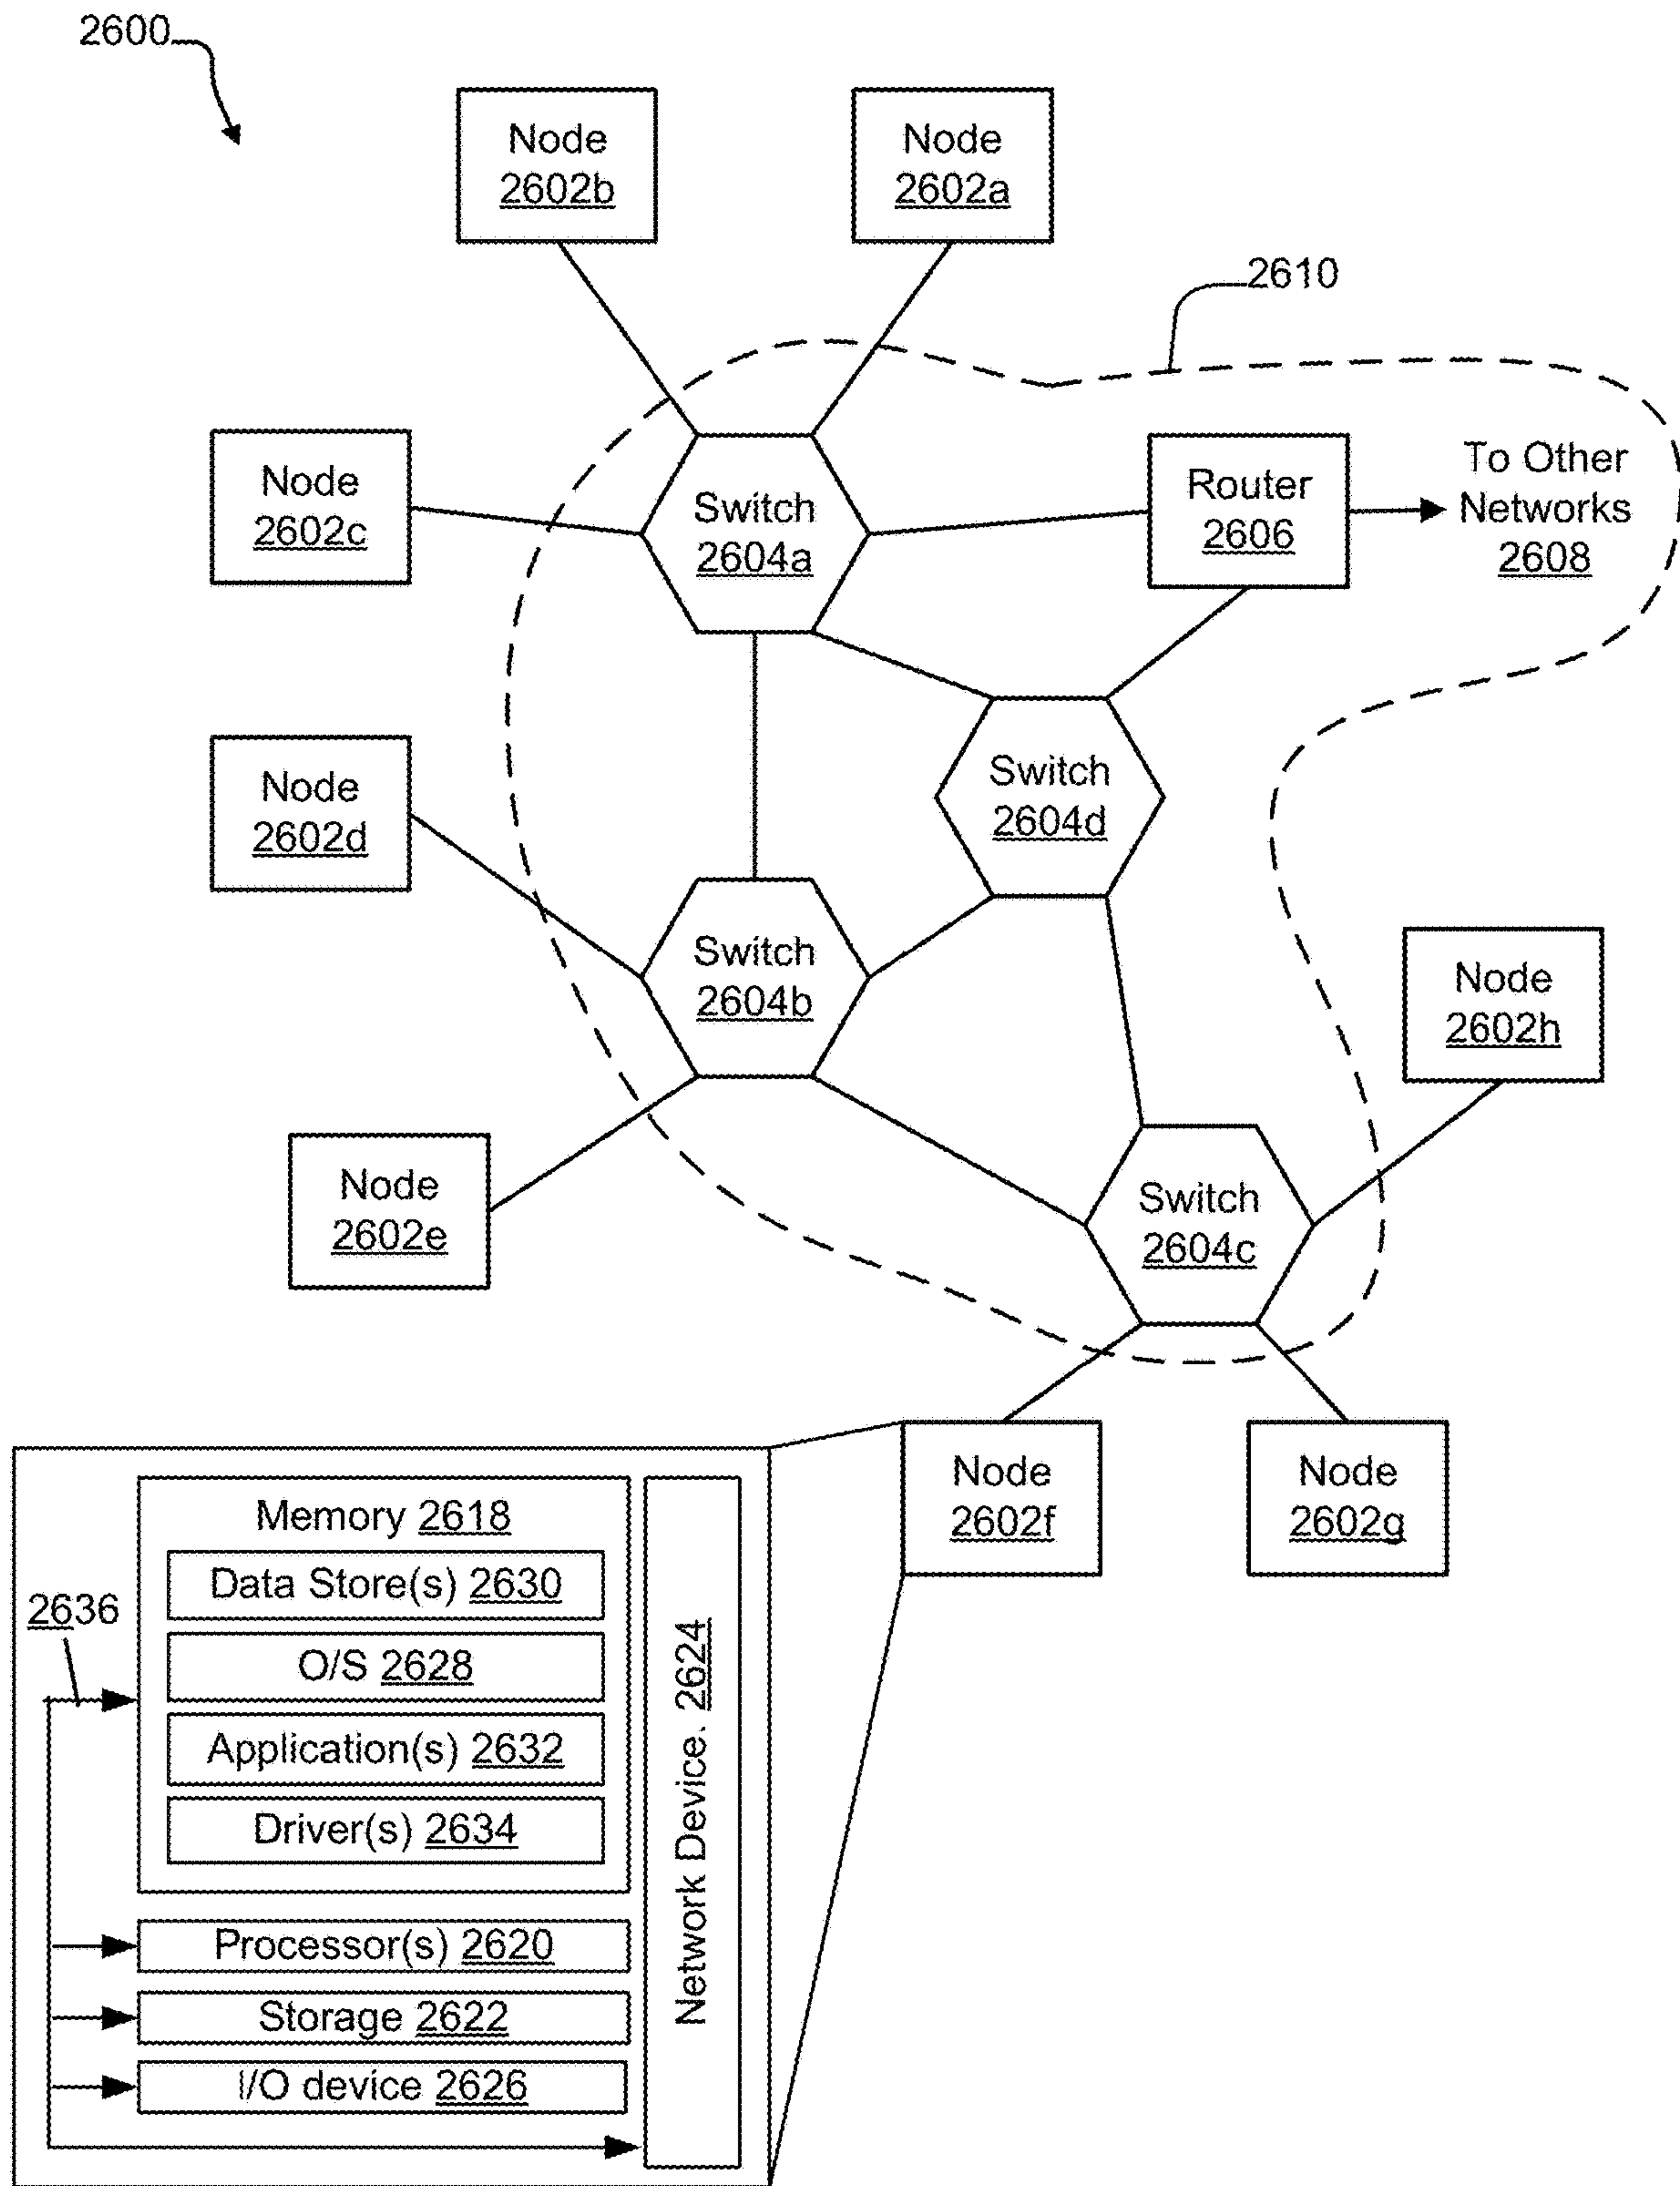 2600
Node
2602b
Node
2602a
2610
Node
2602c
Switch
2604a
Router
2606
To Other
Networks
2608
Node
2602d
Switch
2604d
Switch
2604b
Node
2602h
Node
2602e
Switch
2604c
Node
2602f
Node
2602g
Memory 2618
Data Store(s) 2630
2636
O/S 2628
Application(s) 2632
Driver(s) 2634
Processor(s) 2620
Storage 2622
I/O device 2626
Network Device. 2624